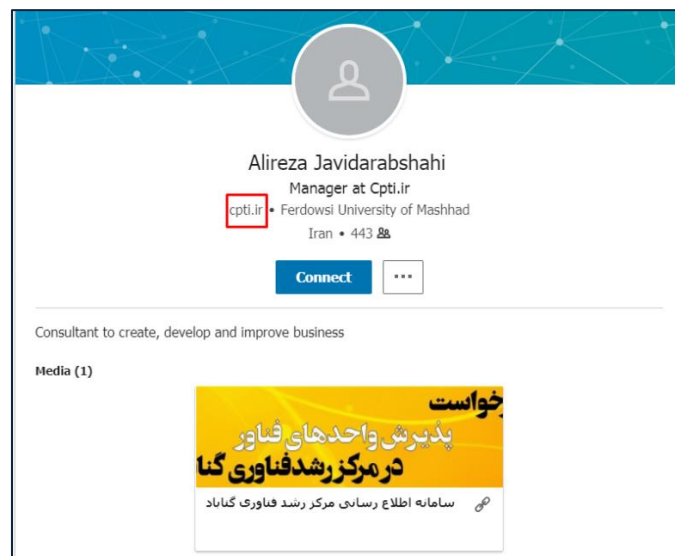 Alireza Javidarabshahi
Manager at Cpti.ir
cpti.ir • Ferdowsi University of Mashhad
Iran • 443
Connect ...
Consultant to create, develop and improve business
Media (1)
پذیرش واحدهای فناور
در مرکز رشد فناوری
سامانه اطلاع رسانی مرکز رشد فناوری گناباد